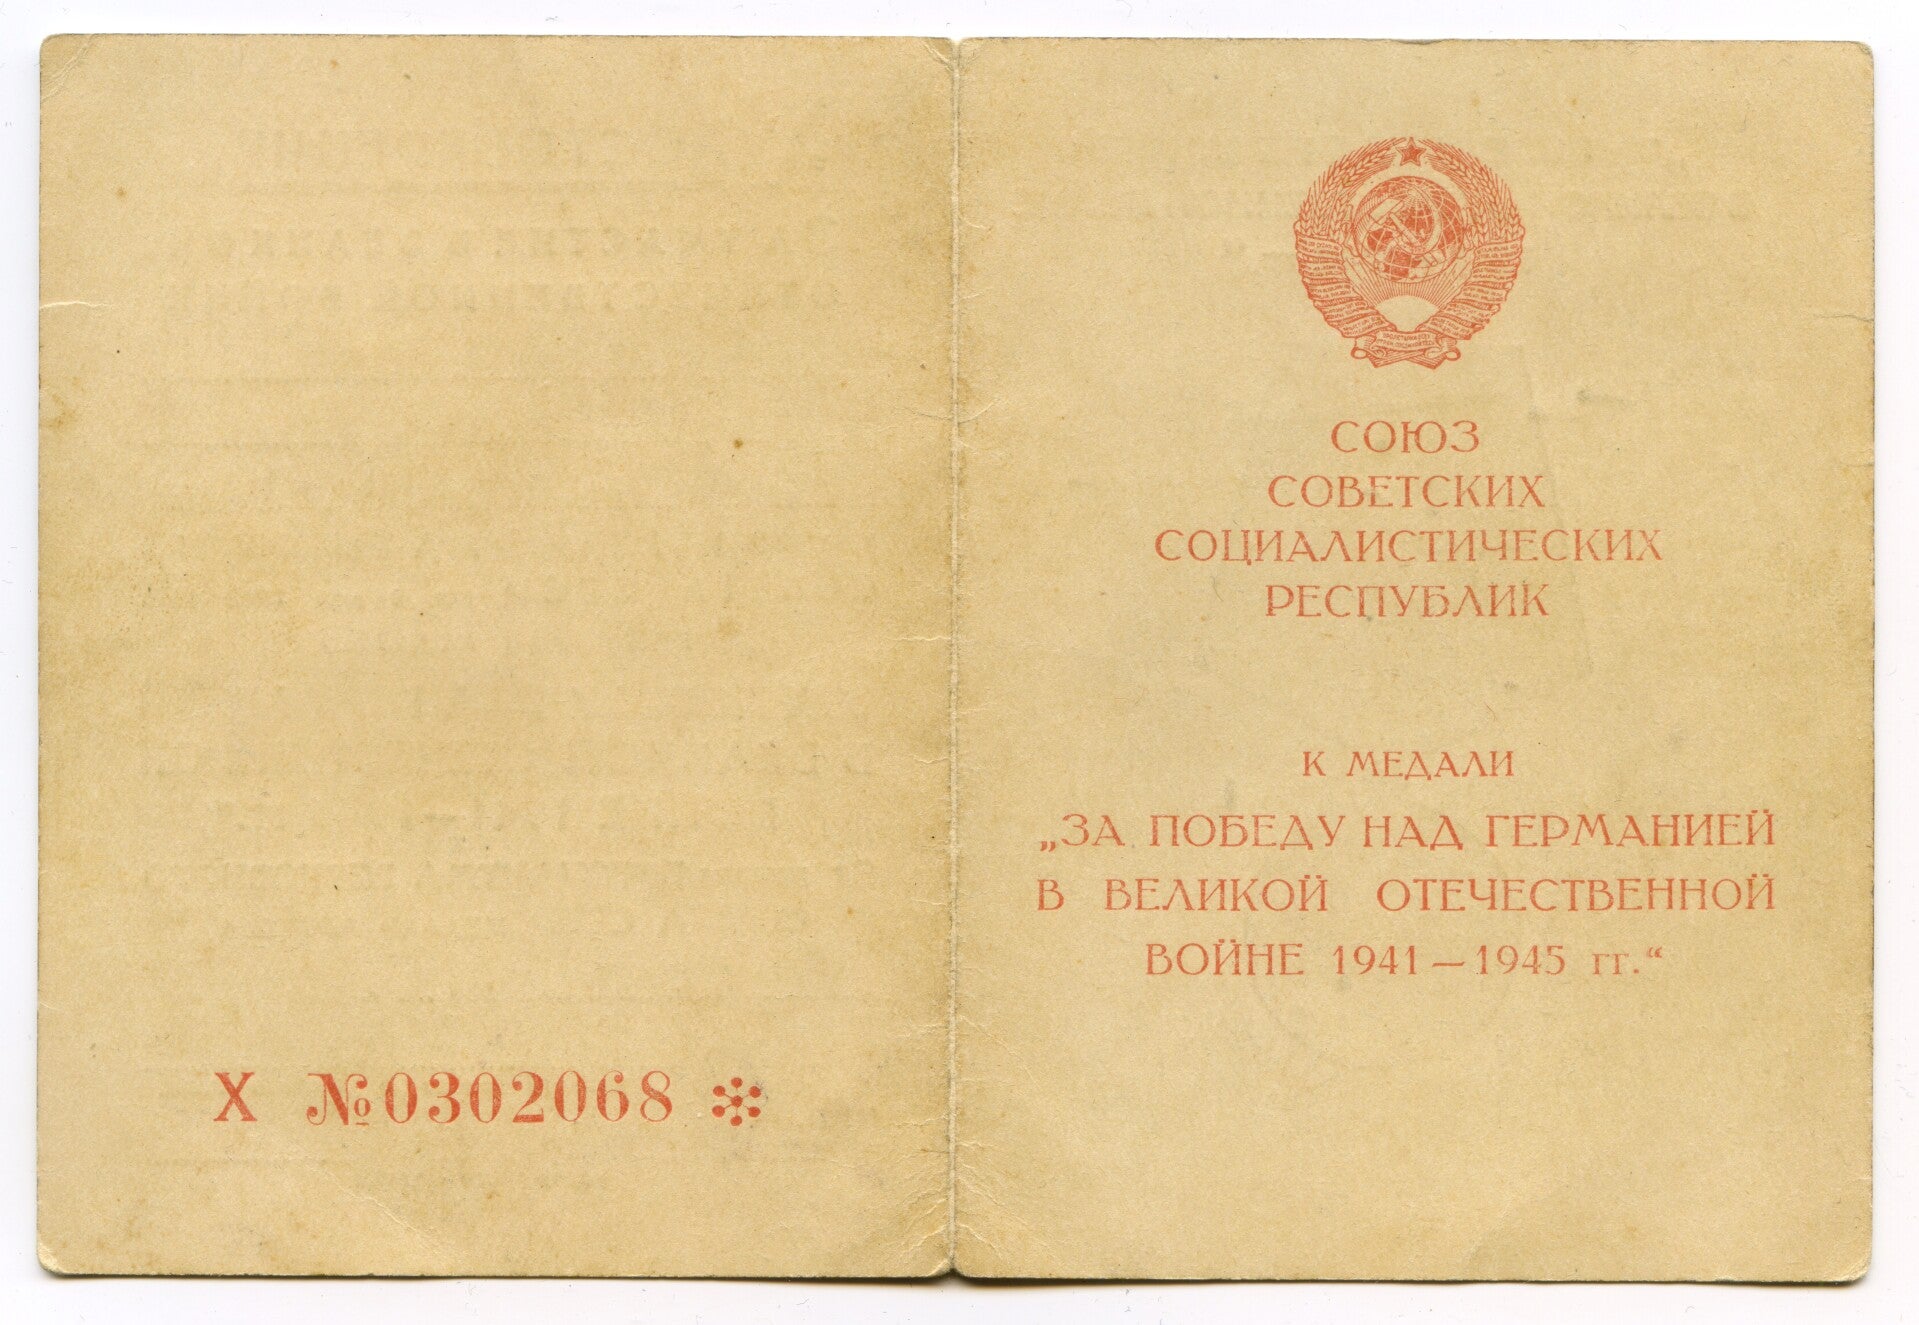 Х №0302068
СОЮЗ
СОВЕТСКИХ
СОЦИАЛИСТИЧЕСКИХ
РЕСПУБЛИК
К МЕДАЛИ
„ЗА ПОБЕДУ НАД ГЕРМАНИЕЙ
В ВЕЛИКОЙ ОТЕЧЕСТВЕННОЙ
ВОЙНЕ 1941—1945 гг.“